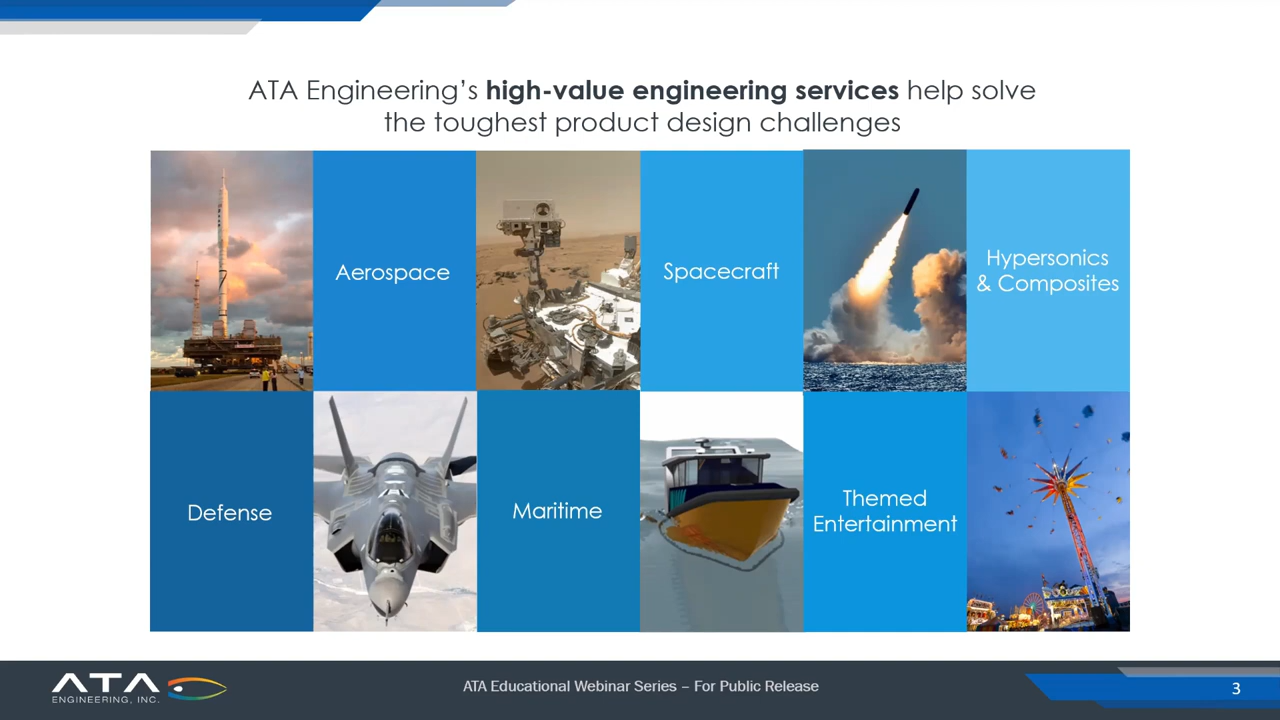 ATA Engineering’s high-value engineering services help solve
the toughest product design challenges
Aerospace
Spacecraft
Hypersonics
& Composites
Defense
Maritime
Themed
Entertainment
ATA
ENGINEERING, INC.
ATA Educational Webinar Series – For Public Release
3